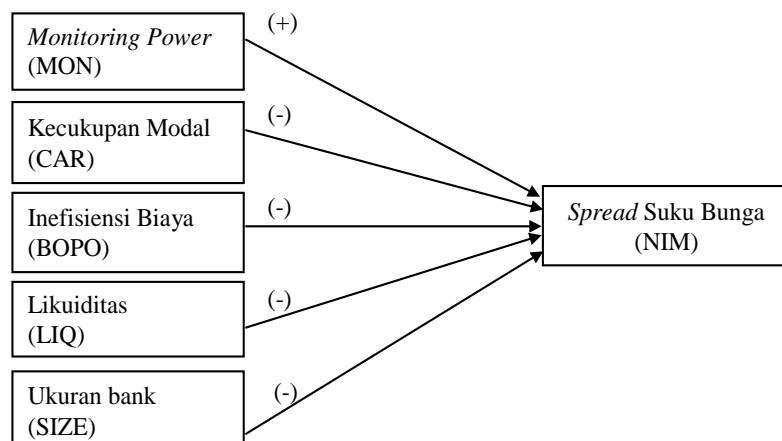 Monitoring Power
(MON)
(+)
Kecukupan Modal
(CAR)
(-)
Inefisiensi Biaya
(BOPO)
(-)
Likuiditas
(LIQ)
(-)
Ukuran bank
(SIZE)
(-)
Spread Suku Bunga
(NIM)